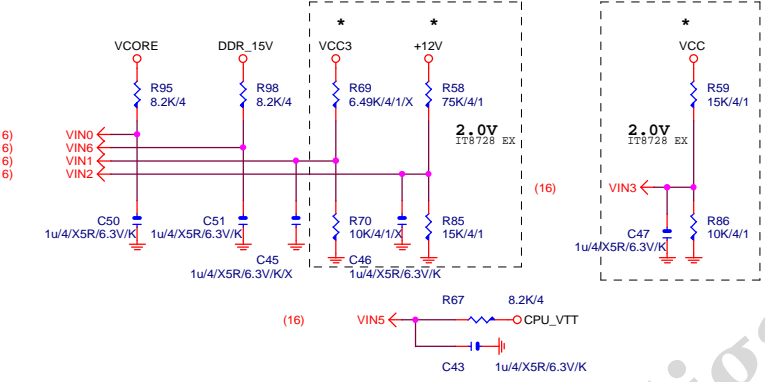 * * *
VCORE DDR_15V VCC3 +12V VCC
R95 8.2K/4
R98 8.2K/4
R69 6.49K/4/1/X
R58 75K/4/1
R59 15K/4/1
2.0V
IT8728 EX
2.0V
IT8728 EX
6) VIN0
6) VIN6
6) VIN1
6) VIN2
(16) VIN3
C50
1u/4/X5R/6.3V/K
C51
1u/4/X5R/6.3V/K
C45
1u/4/X5R/6.3V/K/X
R70
10K/4/1/X
C46
1u/4/X5R/6.3V/K
R85
15K/4/1
C47
1u/4/X5R/6.3V/K
R86
10K/4/1
R67 8.2K/4
(16) VIN5 CPU_VTT
C43 1u/4/X5R/6.3V/K